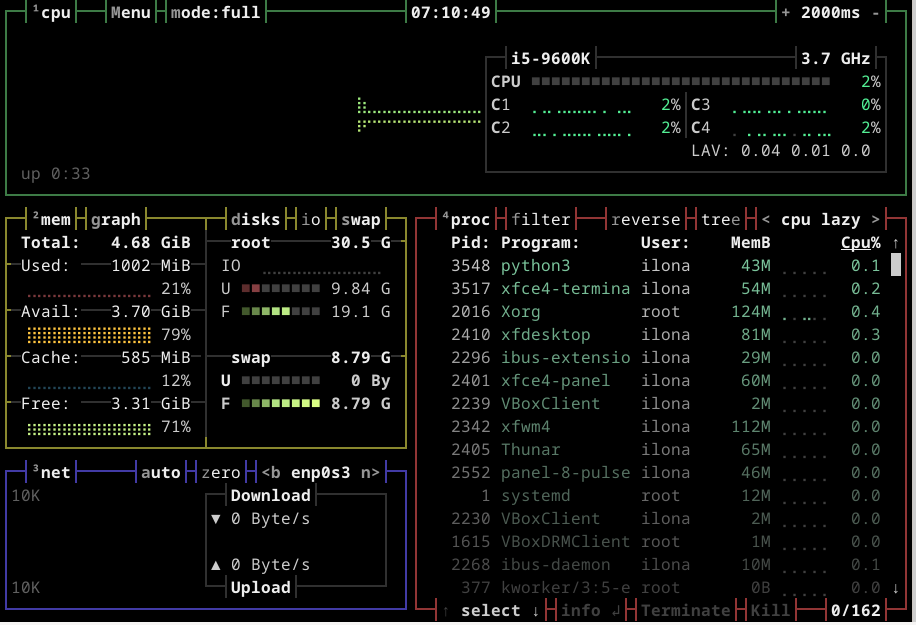 ¹cpu Menu mode:full 07:10:49 + 2000ms -
i5-9600K 3.7 GHz
CPU 2%
C1 2% C3 0%
C2 2% C4 2%
LAV: 0.04 0.01 0.0
up 0:33
²mem graph disks io swap
Total: 4.68 GiB
Used: 1002 MiB
21%
Avail: 3.70 GiB
79%
Cache: 585 MiB
12%
Free: 3.31 GiB
71%
root 30.5 G
IO
U 9.84 G
F 19.1 G
swap 8.79 G
U 0 By
F 8.79 G
³net auto zero <b enp0s3 n>
10K
Download
▼ 0 Byte/s
▲ 0 Byte/s
10K
Upload
⁴proc filter reverse tree < cpu lazy >
Pid: Program: User: MemB Cpu% ↑
3548 python3 ilona 43M 0.1
3517 xfce4-termina ilona 54M 0.2
2016 Xorg root 124M 0.4
2410 xfdesktop ilona 81M 0.3
2296 ibus-extensio ilona 29M 0.0
2401 xfce4-panel ilona 60M 0.0
2239 VBoxClient ilona 2M 0.0
2342 xfwm4 ilona 112M 0.0
2405 Thunar ilona 65M 0.0
2552 panel-8-pulse ilona 46M 0.0
1 systemd root 12M 0.0
2230 VBoxClient ilona 2M 0.0
1615 VBoxDRMClient root 1M 0.0
2268 ibus-daemon ilona 10M 0.1
377 kworker/3:5-e root 0B 0.0 ↓
↑ select ↓ info ↲ Terminate Kill 0/162